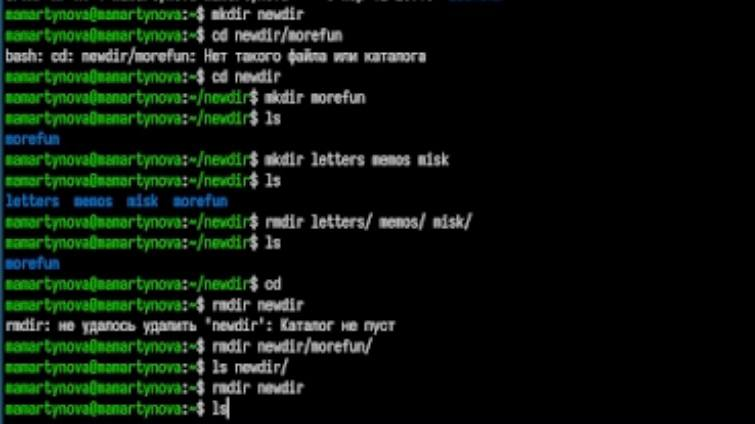 mamartynova@mamartynova:~$ mkdir newdir
mamartynova@mamartynova:~$ cd newdir/morefun
bash: cd: newdir/morefun: Нет такого файла или каталога
mamartynova@mamartynova:~$ cd newdir
mamartynova@mamartynova:~/newdir$ mkdir morefun
mamartynova@mamartynova:~/newdir$ ls
morefun
mamartynova@mamartynova:~/newdir$ mkdir letters memos misk
mamartynova@mamartynova:~/newdir$ ls
letters memos misk morefun
mamartynova@mamartynova:~/newdir$ rmdir letters/ memos/ misk/
mamartynova@mamartynova:~/newdir$ ls
morefun
mamartynova@mamartynova:~/newdir$ cd
mamartynova@mamartynova:~$ rmdir newdir
rmdir: не удалось удалить 'newdir': Каталог не пуст
mamartynova@mamartynova:~$ rmdir newdir/morefun/
mamartynova@mamartynova:~$ ls newdir/
mamartynova@mamartynova:~$ rmdir newdir
mamartynova@mamartynova:~$ ls